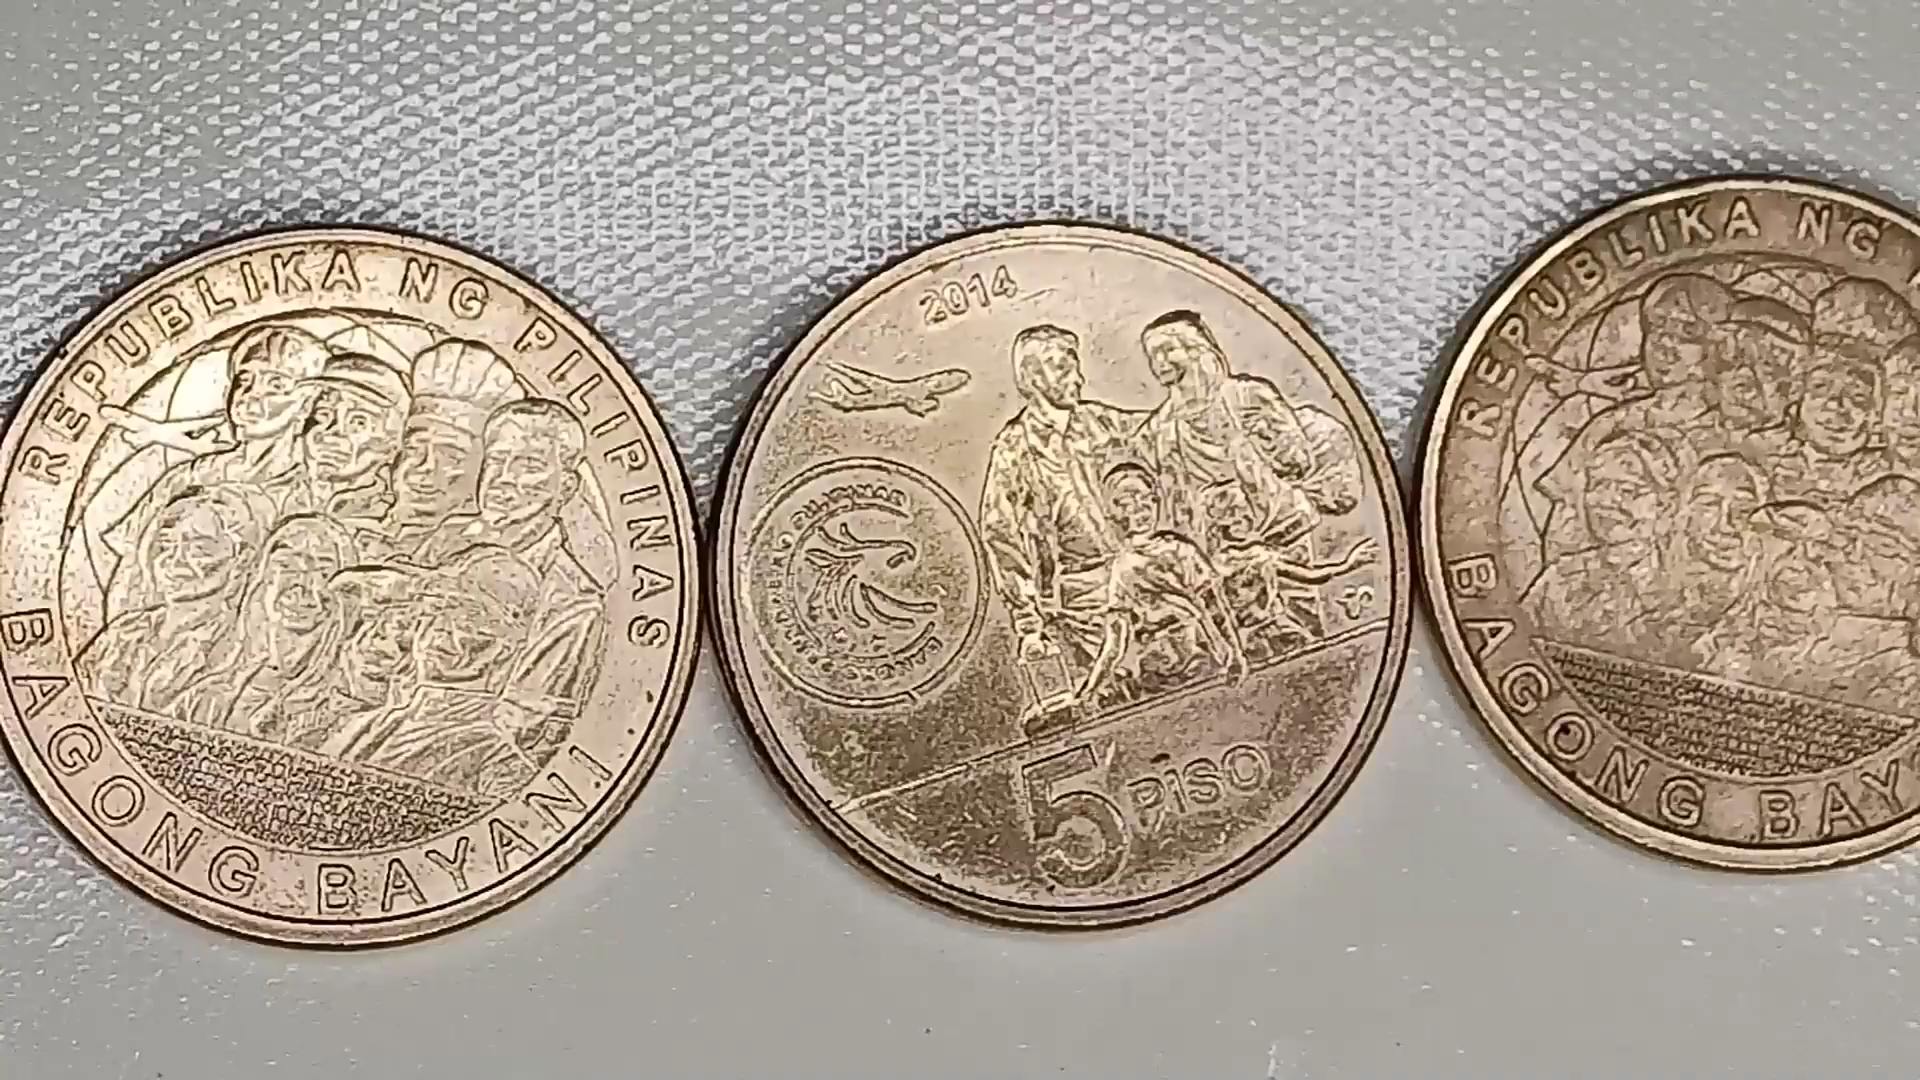 REPUBLIKA NG PILIPINAS
BAGONG BAYANI
2014
5 PISO
REPUBLIKA NG
BAGONG BAY